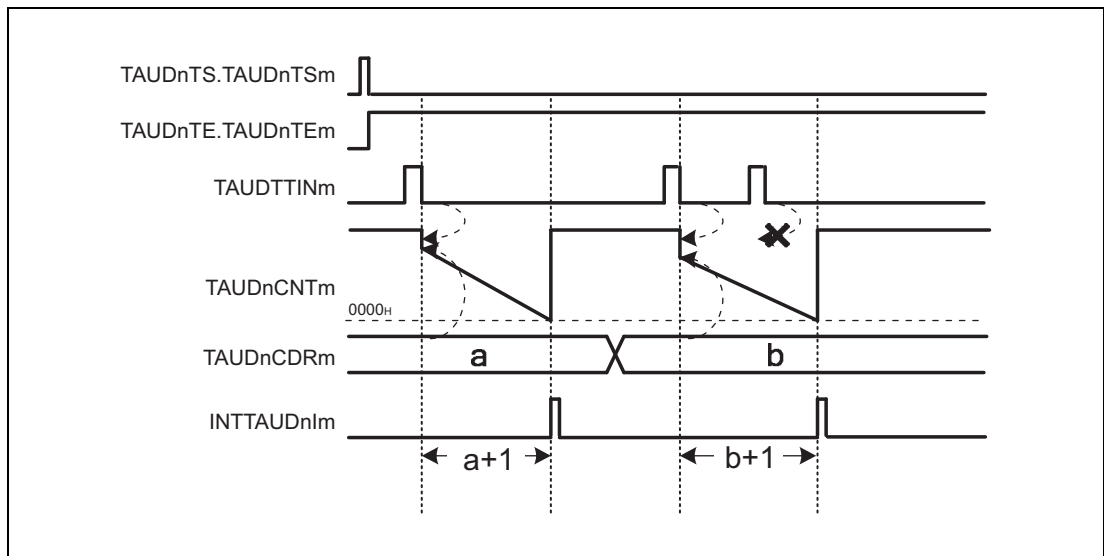 TAUDnTS.TAUDnTSm
TAUDnTE.TAUDnTEm
TAUDTTINm
TAUDnCNTm
0000H
TAUDnCDRm
a
b
INTTAUDnIm
a+1
b+1